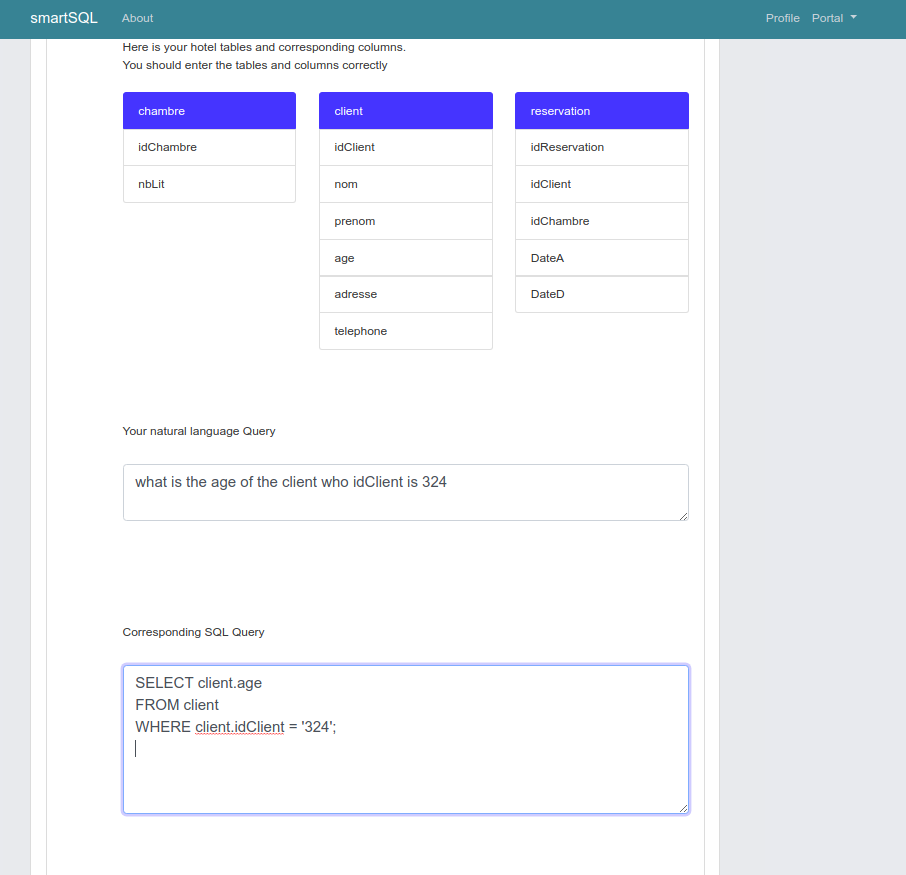 smartSQL About Profile Portal
Here is your hotel tables and corresponding columns.
You should enter the tables and columns correctly
chambre client reservation
idChambre idClient idReservation
nbLit nom idClient
prenom idChambre
age DateA
adresse DateD
telephone
Your natural language Query
what is the age of the client who idClient is 324
Corresponding SQL Query
SELECT client.age
FROM client
WHERE client.idClient = '324';